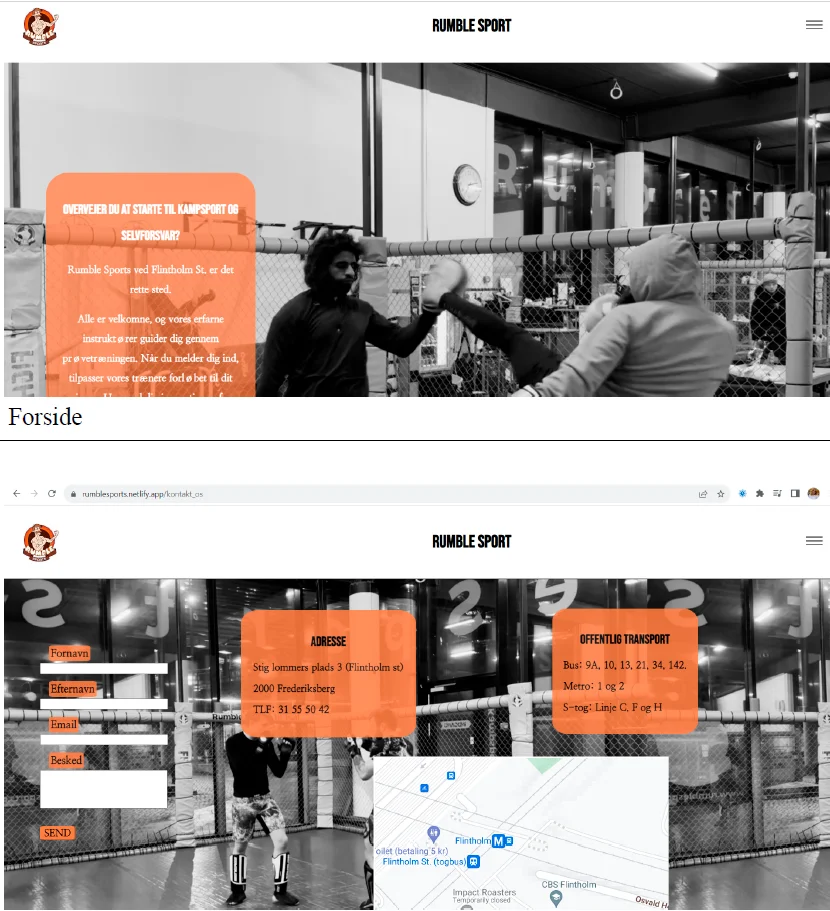 RUMBLE SPORT
Rumble
OVERVEJER DU AT STARTE TIL KAMPSPORT OG
SELVFORSVAR?
Rumble Sports ved Flintholm St. er det
rette sted.
Alle er velkomne, og vores erfarne
instruktører guider dig gennem
prøvetræningen. Når du melder dig ind,
tilpasser vores trænere forløbet til dit
Forside
rumblesports.netlify.app/kontakt_os
RUMBLE SPORT
Fornavn
Efternavn
Email
Besked
SEND
ADRESSE
Stig lommers plads 3 (Flintholm st)
2000 Frederiksberg
TLF: 31 55 50 42
OFFENTLIG TRANSPORT
Bus: 9A, 10, 13, 21, 34, 142.
Metro: 1 og 2
S-tog: Linje C, F og H
oilet (betaling 5 kr)
Flintholm
Flintholm St. (togbus)
Impact Roasters
Temporarily closed
CBS Flintholm
Osvald He